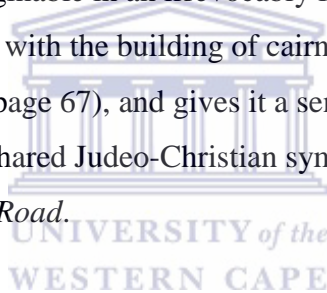 with the building of cairn
page 67), and gives it a ser
hared Judeo-Christian sym
Road.
UNIVERSITY of the
WESTERN CAPE